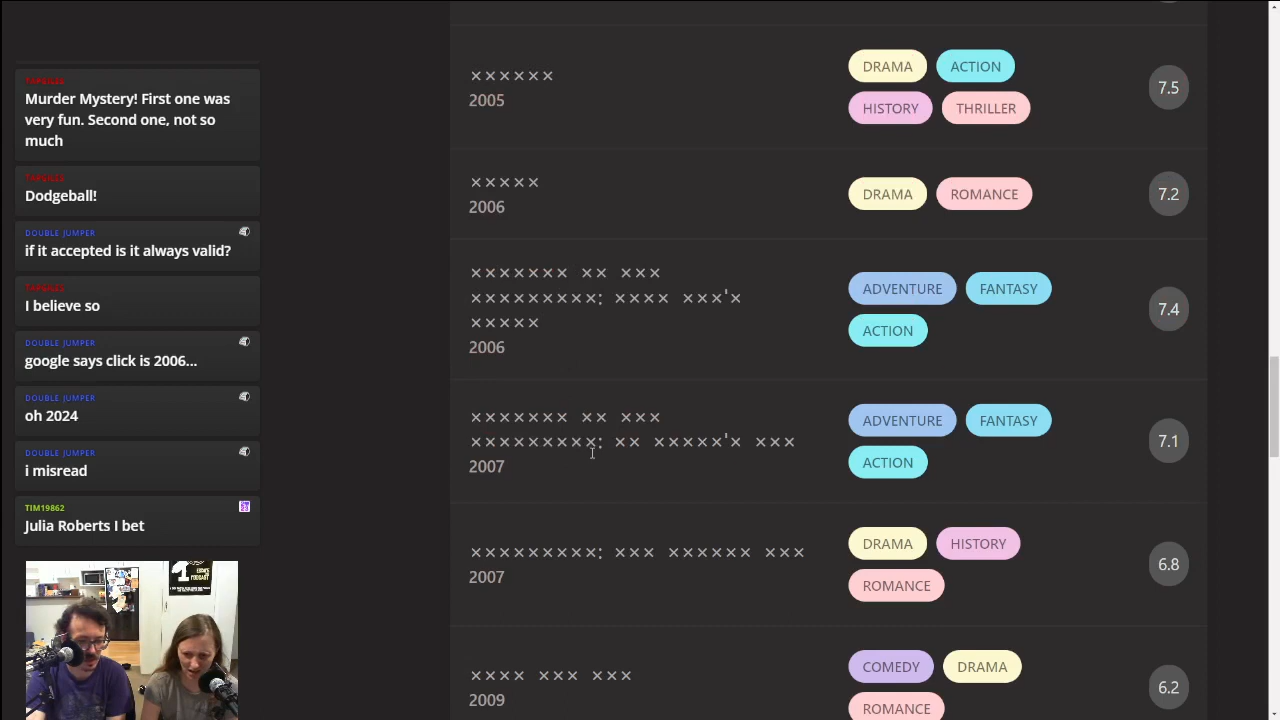 TAPGILES
Murder Mystery! First one was
very fun. Second one, not so
much
TAPGILES
Dodgeball!
DOUBLE JUMPER
if it accepted is it always valid?
TAPGILES
I believe so
DOUBLE JUMPER
google says click is 2006...
DOUBLE JUMPER
oh 2024
DOUBLE JUMPER
i misread
TIM19862
Julia Roberts I bet
×××××× 
2005
DRAMA ACTION
HISTORY THRILLER
7.5
×××××
2006
DRAMA ROMANCE
7.2
××××××× ×× ×××
×××××××××: ×××× ×××'×
×××××
2006
ADVENTURE FANTASY
ACTION
7.4
××××××× ×× ×××
×××××××××: ×× ×××××'× ×××
2007
ADVENTURE FANTASY
ACTION
7.1
×××××××××: ××× ×××××× ×××
2007
DRAMA HISTORY
ROMANCE
6.8
×××× ××× ×××
2009
COMEDY DRAMA
ROMANCE
6.2